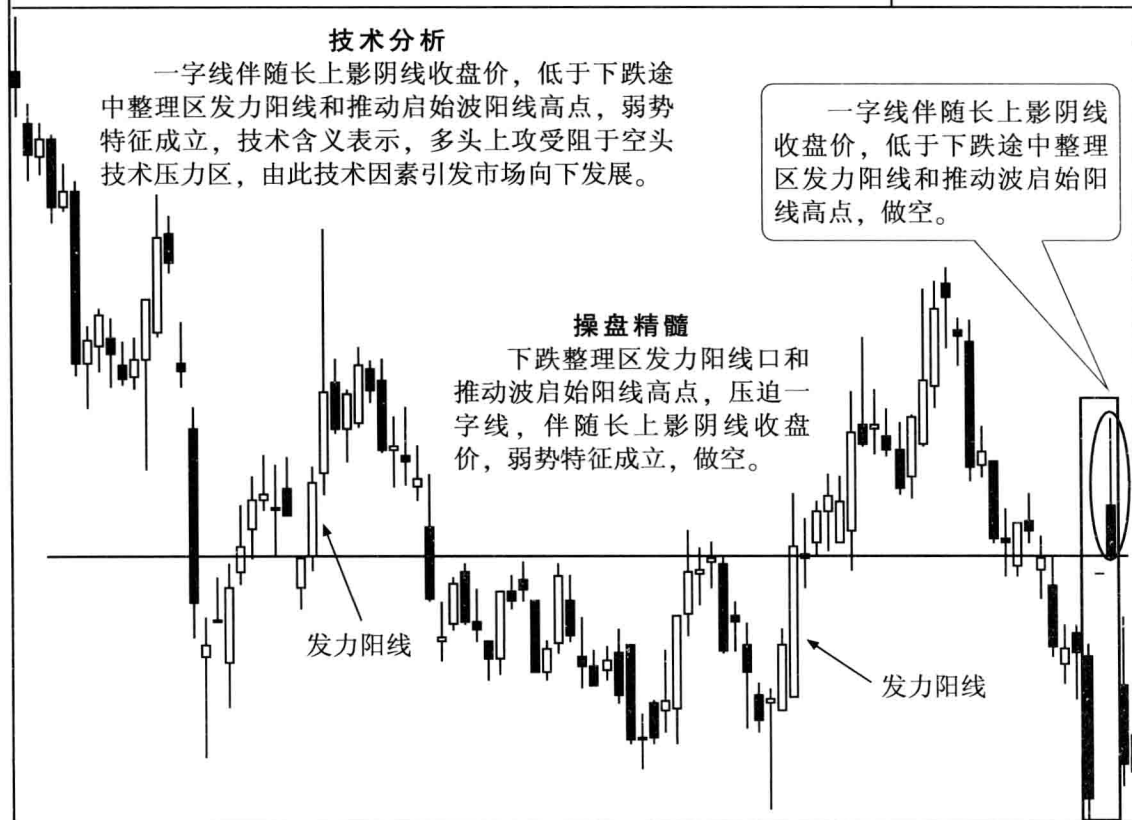 技术分析
一字线伴随长上影阴线收盘价，低于下跌途
中整理区发力阳线和推动启始波阳线高点，弱势
特征成立，技术含义表示，多头上攻受阻于空头
技术压力区，由此技术因素引发市场向下发展。
一字线伴随长上影阴线
收盘价，低于下跌途中整理
区发力阳线和推动波启始阳
线高点，做空。
操盘精髓
下跌整理区发力阳线口和
推动波启始阳线高点，压迫一
字线，伴随长上影阴线收盘
价，弱势特征成立，做空。
发力阳线
发力阳线